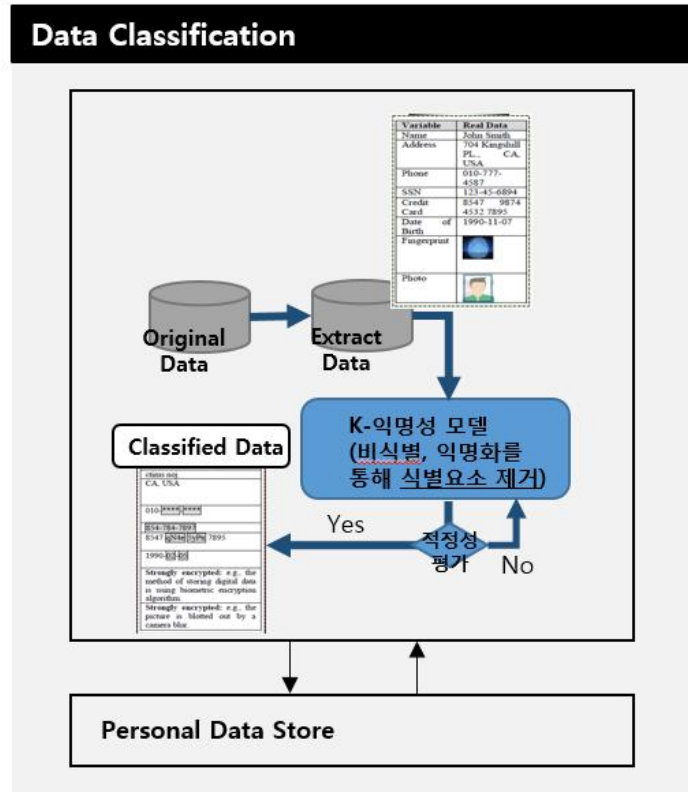 Data Classification
Variable Real Data
Name John Smith
Address 704 Kingshill
PL., CA,
USA
Phone 010-777-
4587
SSN 123-45-6894
Credit 8547 9874
Card 4532 7895
Date of 1990-11-07
Birth
Fingerprint
Photo
Original
Data
Extract
Data
K-익명성 모델
(비식별, 익명화를
통해 식별요소 제거)
Classified Data
CA, USA
010-****-****
854-784-7897
8547 7895
1990-02-05
Strongly encrypted: e.g., the
method of storing digital data
is using biometric encryption
algorithm.
Strongly encrypted: e.g., the
picture is blotted out by a
camera blur.
Yes
적정성
평가
No
Personal Data Store